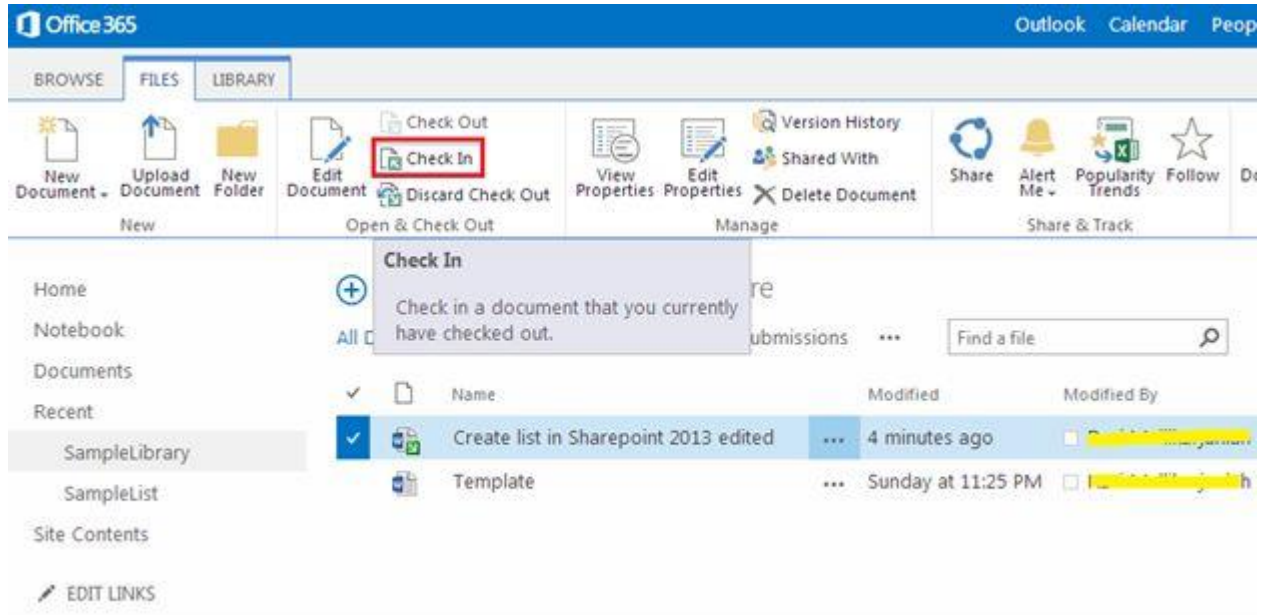 Office 365
Outlook Calendar
BROWSE FILES LIBRARY
New Document
Upload Document
New Folder
New
Edit Document
Check Out
Check In
Discard Check Out
Open & Check Out
View Properties
Edit Properties
Version History
Shared With
Delete Document
Manage
Share
Alert Me
Popularity Trends
Follow
Share & Track
Check In
Check in a document that you currently
have checked out.
Home
Notebook
Documents
Recent
SampleLibrary
SampleList
Site Contents
EDIT LINKS
All
Find a file
Name Modified Modified By
Create list in Sharepoint 2013 edited ... 4 minutes ago
Template ... Sunday at 11:25 PM